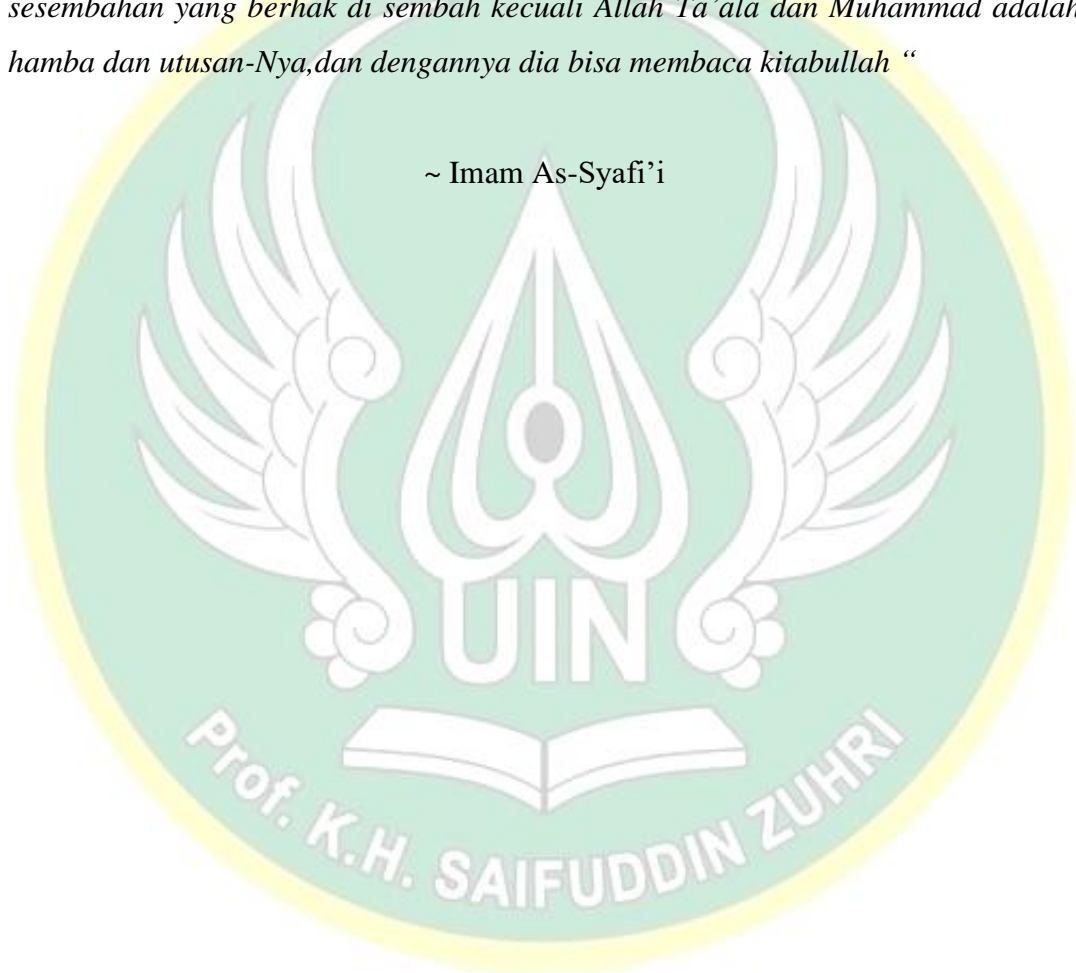 sesembahan yang berhak di sembah kecuali Allah Ta’ala dan Muhammad adalah
hamba dan utusan-Nya,dan dengannya dia bisa membaca kitabullah “
~ Imam As-Syafi’i
UIN
Prof. K.H. SAIFUDDIN ZUHRI